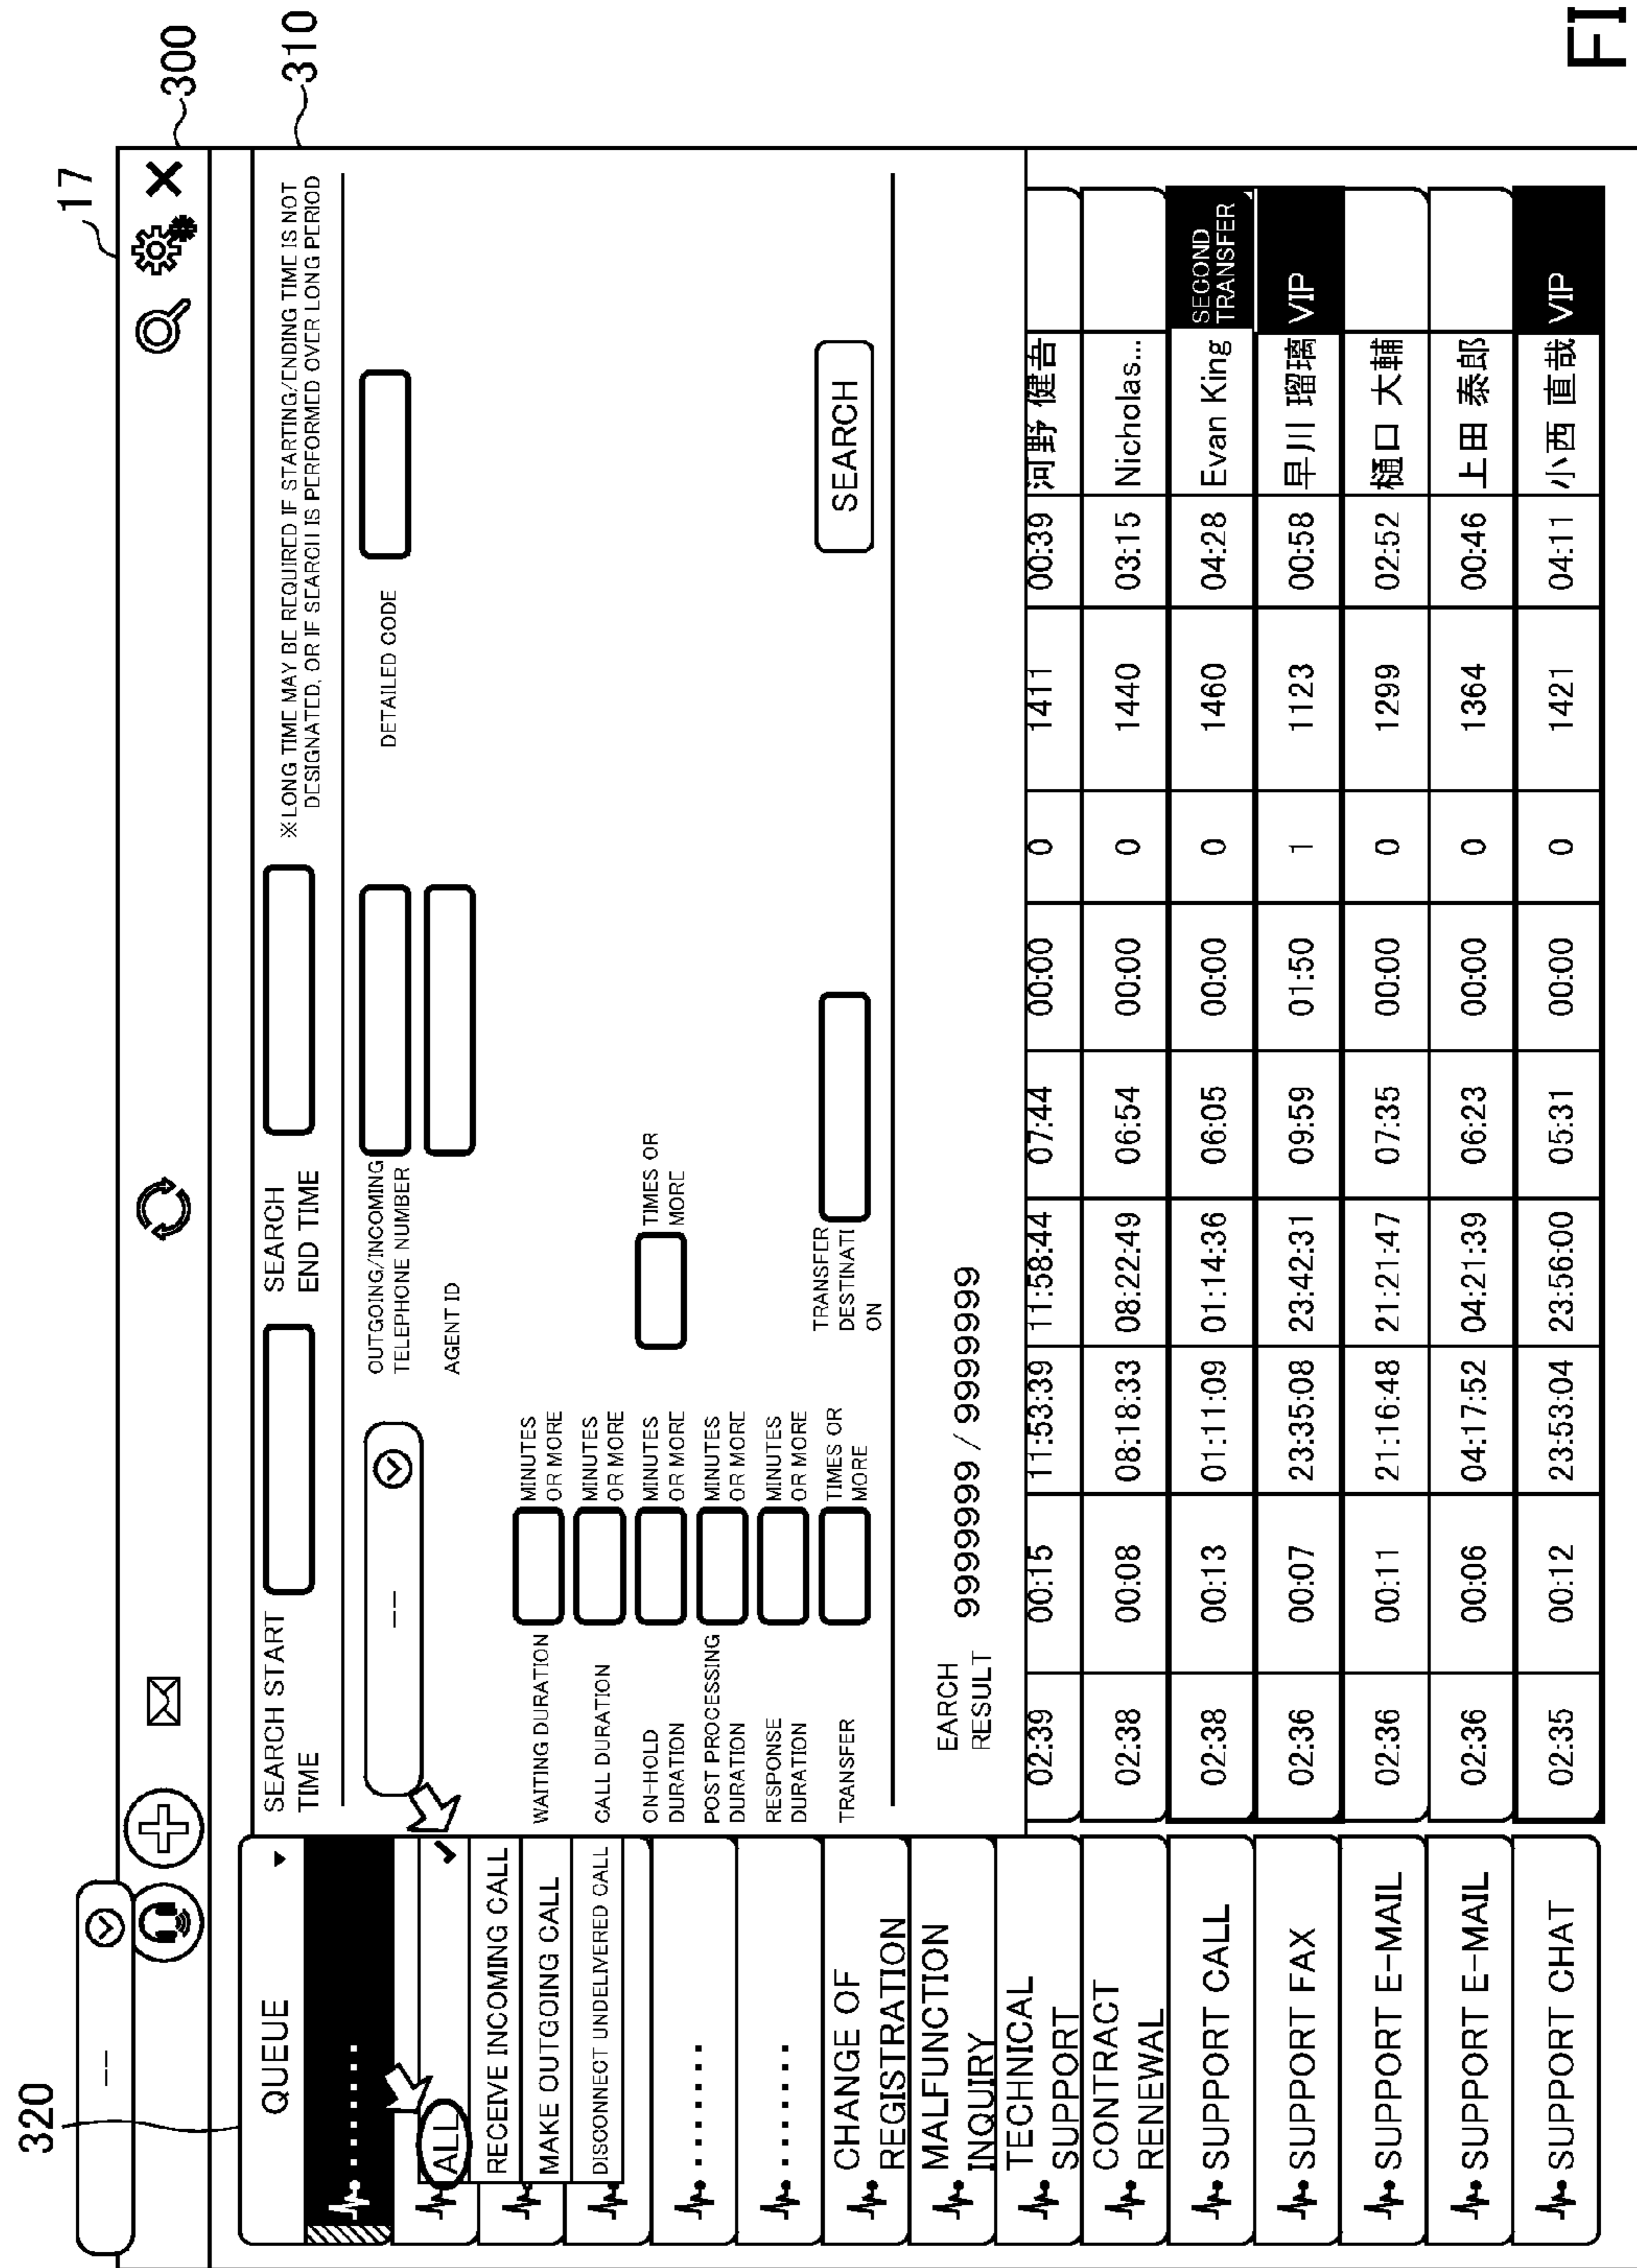 320
17
300
310
--
QUEUE ▼
・・・・・・・
ALL ✓
RECEIVE INCOMING CALL
MAKE OUTGOING CALL
DISCONNECT UNDELIVERED CALL
・・・・・・・
・・・・・・・
CHANGE OF
REGISTRATION
MALFUNCTION
INQUIRY
TECHNICAL
SUPPORT
CONTRACT
RENEWAL
SUPPORT CALL
SUPPORT FAX
SUPPORT E-MAIL
SUPPORT E-MAIL
SUPPORT CHAT
SEARCH START
TIME
SEARCH
END TIME
※LONG TIME MAY BE REQUIRED IF STARTING/ENDING TIME IS NOT
DESIGNATED, OR IF SEARCH IS PERFORMED OVER LONG PERIOD
--
OUTGOING/INCOMING
TELEPHONE NUMBER
DETAILED CODE
AGENT ID
WAITING DURATION MINUTES
OR MORE
CALL DURATION MINUTES
OR MORE
ON-HOLD
DURATION
MINUTES
OR MORE
TIMES OR
MORE
POST PROCESSING
DURATION
MINUTES
OR MORE
RESPONSE
DURATION
MINUTES
OR MORE
TRANSFER TIMES OR
MORE
TRANSFER
DESTINATI
ON
SEARCH
EARCH
RESULT
9999999 / 9999999
02:39 00:15 11:53:39 11:58:44 07:44 00:00 0 1411 00:39 河野 健吾
02:38 00:08 08:18:33 08:22:49 06:54 00:00 0 1440 03:15 Nicholas...
02:38 00:13 01:11:09 01:14:36 06:05 00:00 0 1460 04:28 Evan King SECOND
TRANSFER
02:36 00:07 23:35:08 23:42:31 09:59 01:50 1 1123 00:58 早川 瑠璃 VIP
02:36 00:11 21:16:48 21:21:47 07:35 00:00 0 1299 02:52 樋口 大輔
02:36 00:06 04:17:52 04:21:39 06:23 00:00 0 1364 00:46 上田 泰郎
02:35 00:12 23:53:04 23:56:00 05:31 00:00 0 1421 04:11 小西 直哉 VIP
FI